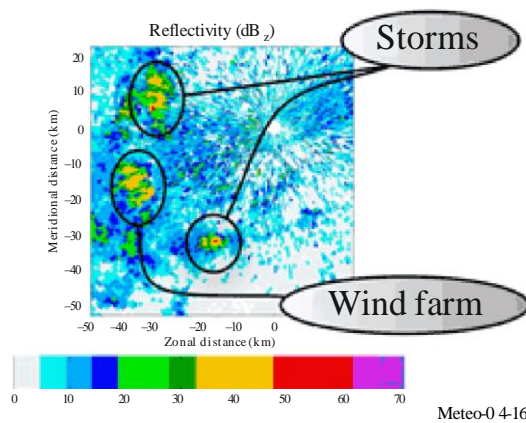 Reflectivity (dBz)
Storms
20
10
0
−10
−20
−30
−40
−50
Meridional distance (km)
Wind farm
−50 −40 −30 −20 −10 0
Zonal distance (km)
0 10 20 30 40 50 60 70
Meteo-0 4-16